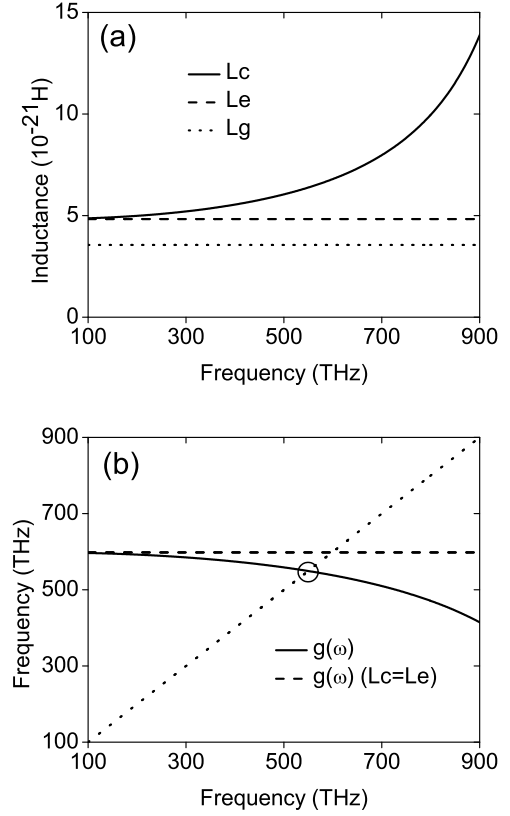 (a)
Lc
Le
Lg
15
10
5
0
Inductance (10⁻²¹H)
100 300 500 700 900
Frequency (THz)
(b)
900
700
500
300
100
Frequency (THz)
g(ω)
g(ω) (Lc=Le)
100 300 500 700 900
Frequency (THz)